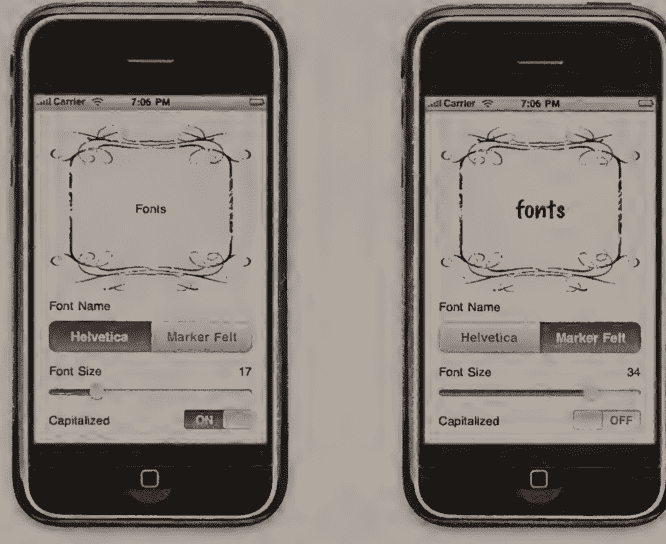 Carrier 7:06 PM
Fonts
Font Name
Helvetica Marker Felt
Font Size 17
Capitalized ON
Carrier 7:06 PM
fonts
Font Name
Helvetica Marker Felt
Font Size 34
Capitalized OFF